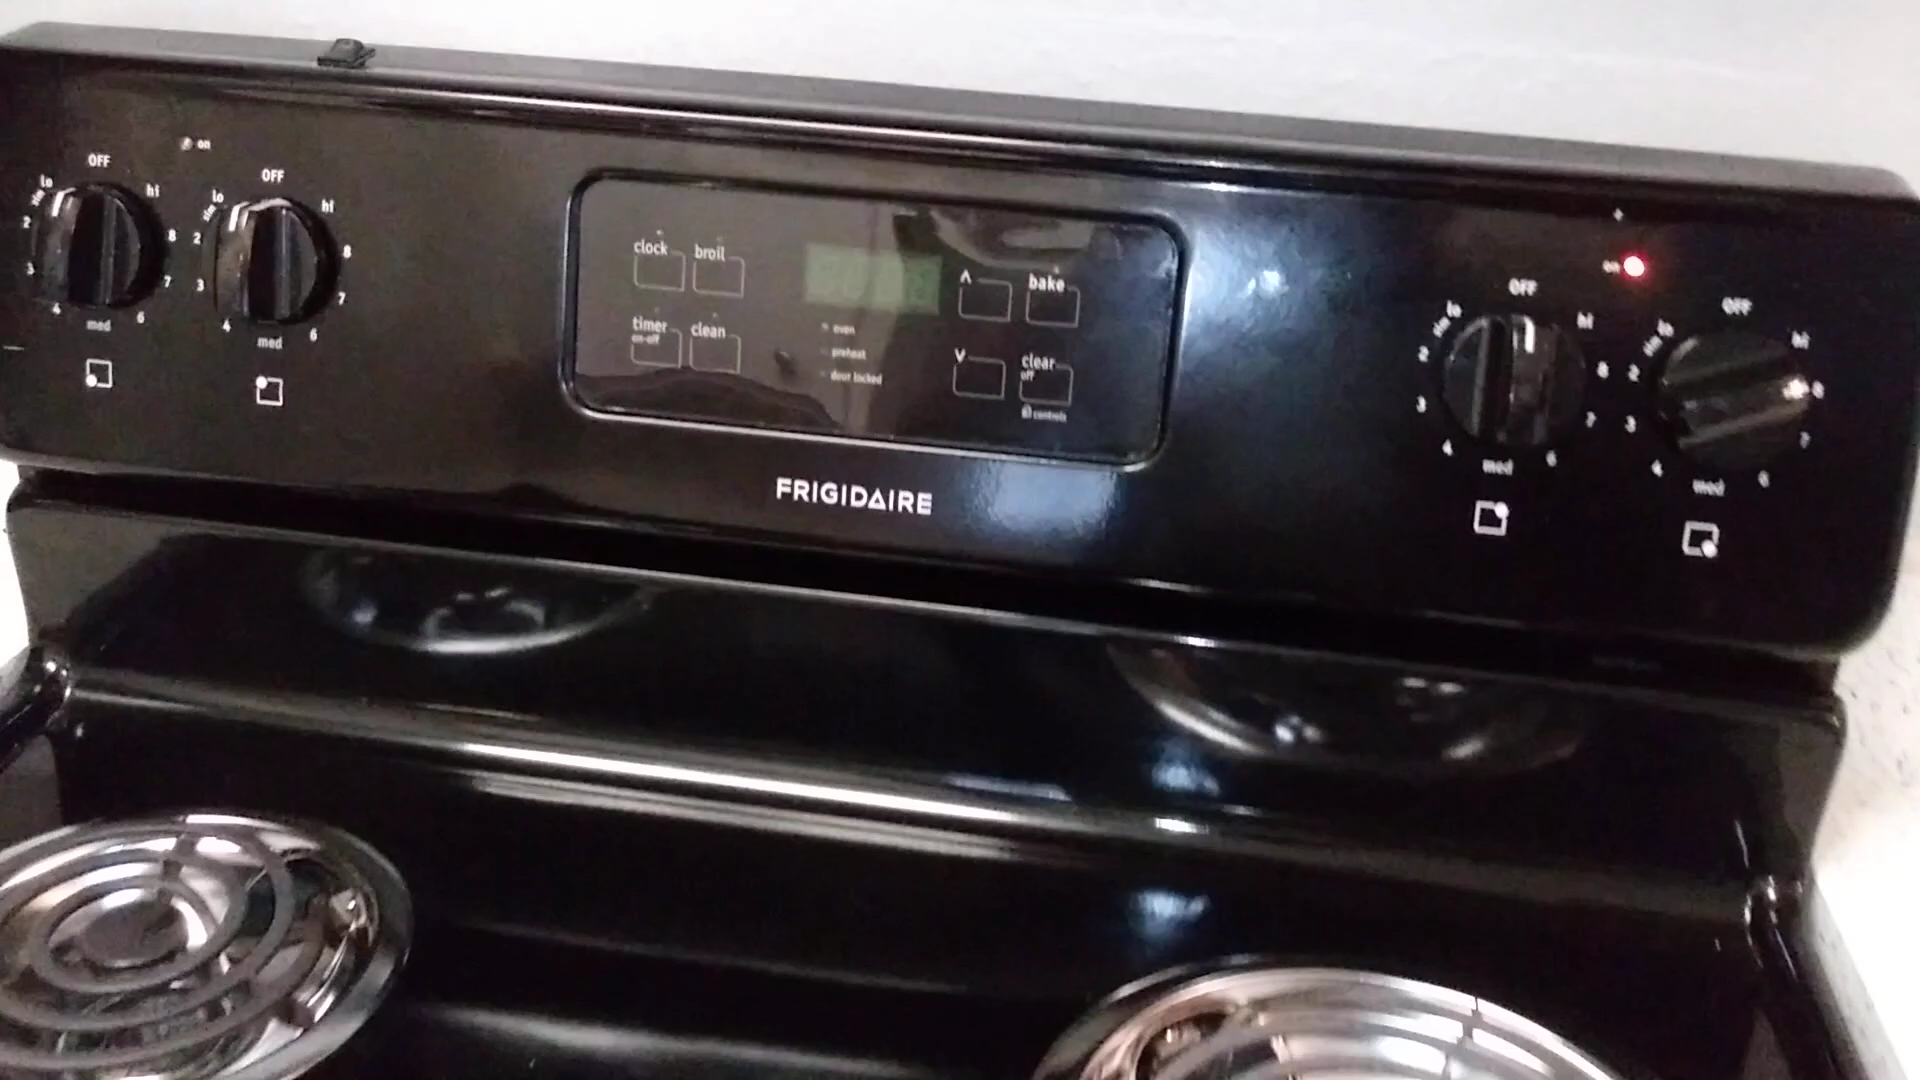 on
OFF
lo
sim
2
3
4
med
6
7
8
hi
OFF
lo
sim
2
3
4
med
6
7
8
hi
clock
broil
timer
on-off
clean
oven
preheat
door locked
^
bake
v
clear
off
controls
FRIGIDAIRE
on
OFF
lo
sim
2
3
4
med
6
7
8
hi
OFF
lo
sim
2
3
4
med
6
7
8
hi